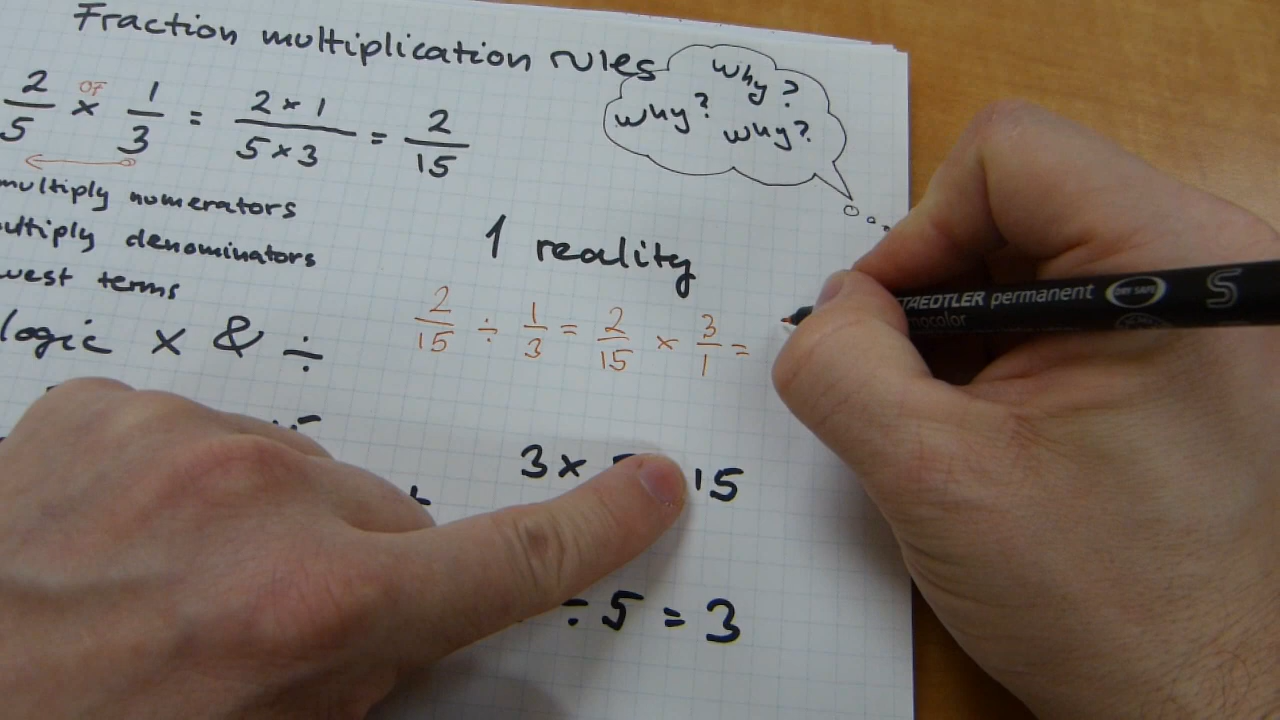 Fraction multiplication rules
why?
why? why?
2/5 OF × 1/3 = 2×1/5×3 = 2/15
multiply numerators
denominators
terms
1 reality
2/15 ÷ 1/3 = 2/15 × 3/1 =
logic × & ÷
3× 15
÷5 = 3
STAEDTLER permanent DRY SAFE S